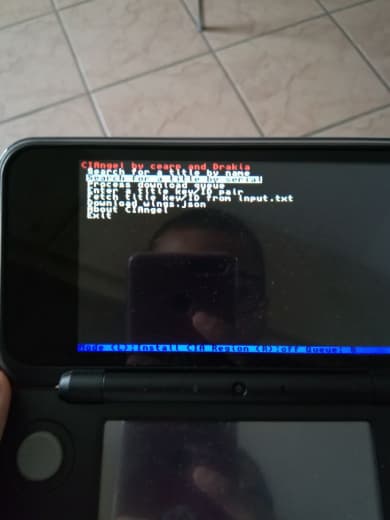 CIAngel by cearp and Drakia
Search for a title by name
Search for a title by serial
Process download queue
Enter a title key/ID pair
Fetch title key/ID from input.txt
Download wings.json
About CIAngel
Exit
Mode (L):Install CIA Region (R):off Queue: